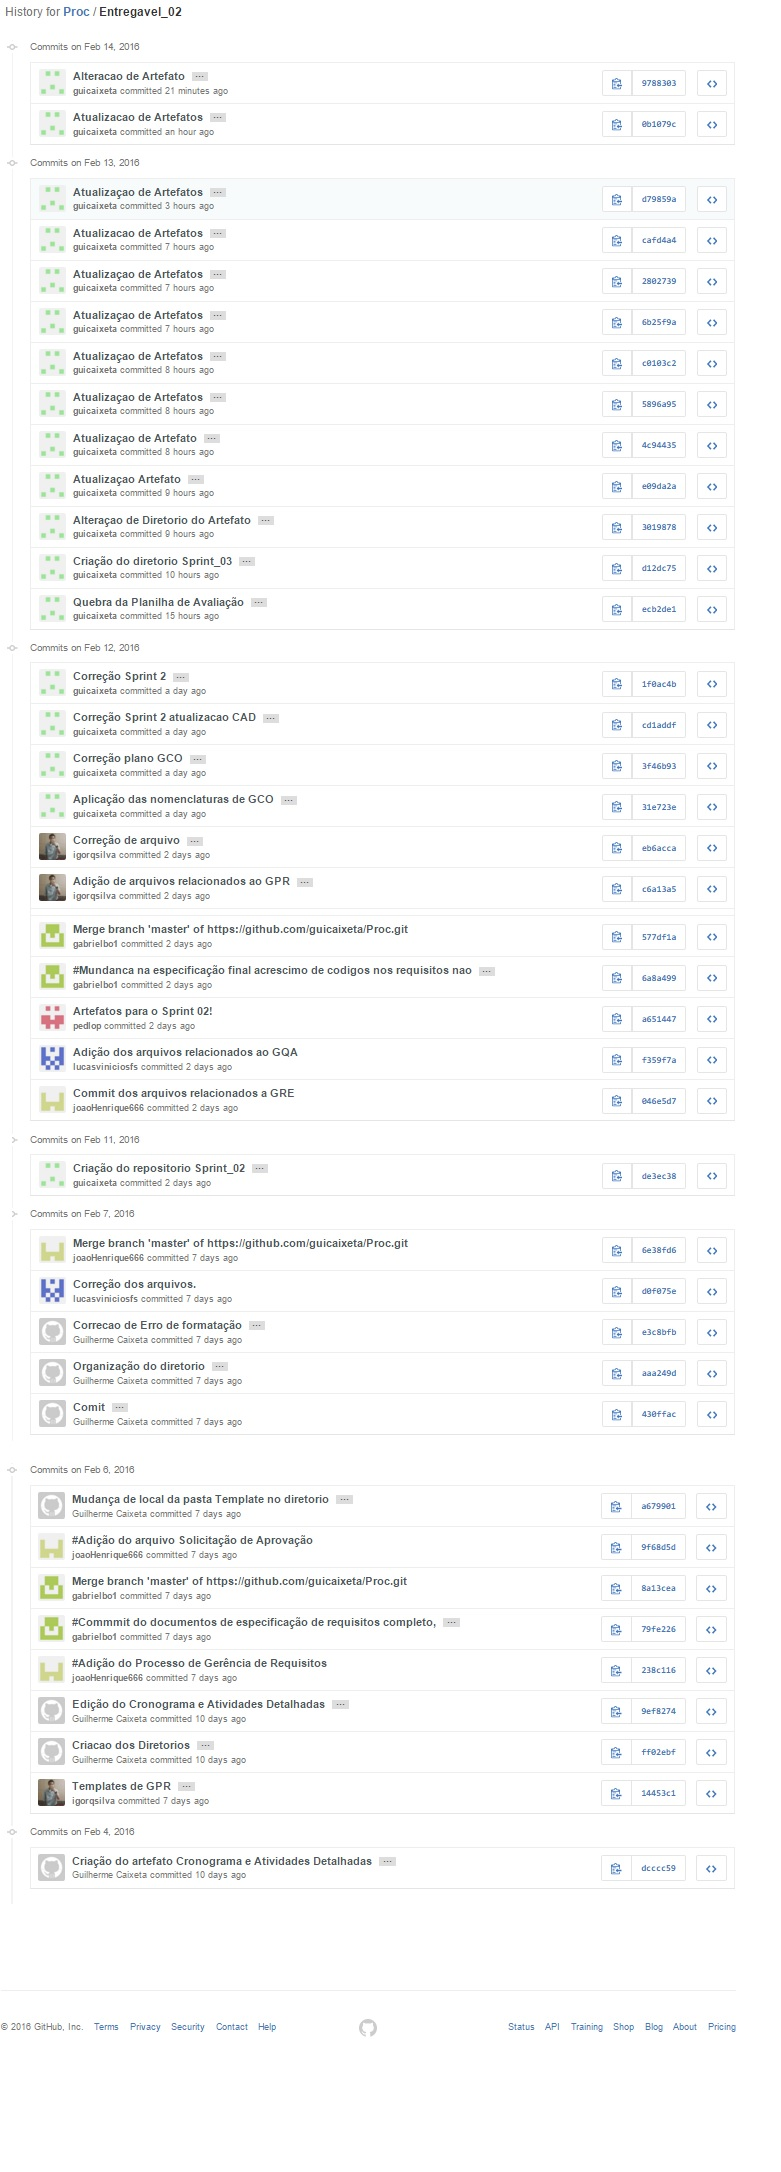 History for Proc / Entregavel_02
Commits on Feb 14, 2016
Alteracao de Artefato ...
guicaixeta committed 21 minutes ago
9788303
Atualizacao de Artefatos ...
guicaixeta committed an hour ago
0b1079c
Commits on Feb 13, 2016
Atualizaçao de Artefatos ...
guicaixeta committed 3 hours ago
d79859a
Atualizacao de Artefatos ...
guicaixeta committed 7 hours ago
cafd4a4
Atualizaçao de Artefatos ...
guicaixeta committed 7 hours ago
2802739
Atualizaçao de Artefatos ...
guicaixeta committed 7 hours ago
6b25f9a
Atualizaçao de Artefatos ...
guicaixeta committed 8 hours ago
c0103c2
Atualizaçao de Artefatos ...
guicaixeta committed 8 hours ago
5896a95
Atualizaçao de Artefato ...
guicaixeta committed 8 hours ago
4c94435
Atualizaçao Artefato ...
guicaixeta committed 9 hours ago
e09da2a
Alteraçao de Diretorio do Artefato ...
guicaixeta committed 9 hours ago
3019878
Criação do diretorio Sprint_03 ...
guicaixeta committed 10 hours ago
d12dc75
Quebra da Planilha de Avaliação ...
guicaixeta committed 15 hours ago
ecb2de1
Commits on Feb 12, 2016
Correção Sprint 2 ...
guicaixeta committed a day ago
1f0ac4b
Correção Sprint 2 atualizacao CAD ...
guicaixeta committed a day ago
cd1addf
Correção plano GCO ...
guicaixeta committed a day ago
3f46b93
Aplicação das nomenclaturas de GCO ...
guicaixeta committed a day ago
31e723e
Correção de arquivo ...
igorqsilva committed 2 days ago
eb6acca
Adição de arquivos relacionados ao GPR ...
igorqsilva committed 2 days ago
c6a13a5
Merge branch 'master' of https://github.com/guicaixeta/Proc.git
gabrielbo1 committed 2 days ago
577df1a
#Mundanca na especificação final acrescimo de codigos nos requisitos nao ...
gabrielbo1 committed 2 days ago
6a8a499
Artefatos para o Sprint 02!
pedlop committed 2 days ago
a651447
Adição dos arquivos relacionados ao GQA
lucasviniciosfs committed 2 days ago
f359f7a
Commit dos arquivos relacionados a GRE
joaoHenrique666 committed 2 days ago
046e5d7
Commits on Feb 11, 2016
Criação do repositorio Sprint_02 ...
guicaixeta committed 2 days ago
de3ec38
Commits on Feb 7, 2016
Merge branch 'master' of https://github.com/guicaixeta/Proc.git
joaoHenrique666 committed 7 days ago
6e38fd6
Correção dos arquivos.
lucasviniciosfs committed 7 days ago
d0f075e
Correcao de Erro de formatação ...
Guilherme Caixeta committed 7 days ago
e3c8bfb
Organização do diretorio ...
Guilherme Caixeta committed 7 days ago
aaa249d
Comit ...
Guilherme Caixeta committed 7 days ago
430ffac
Commits on Feb 6, 2016
Mudança de local da pasta Template no diretorio ...
Guilherme Caixeta committed 7 days ago
a679901
#Adição do arquivo Solicitação de Aprovação
joaoHenrique666 committed 7 days ago
9f68d5d
Merge branch 'master' of https://github.com/guicaixeta/Proc.git
gabrielbo1 committed 7 days ago
8a13cea
#Commmit do documentos de especificação de requisitos completo, ...
gabrielbo1 committed 7 days ago
79fe226
#Adição do Processo de Gerência de Requisitos
joaoHenrique666 committed 7 days ago
238c116
Edição do Cronograma e Atividades Detalhadas ...
Guilherme Caixeta committed 10 days ago
9ef8274
Criacao dos Diretorios ...
Guilherme Caixeta committed 10 days ago
ff02ebf
Templates de GPR ...
igorqsilva committed 7 days ago
14453c1
Commits on Feb 4, 2016
Criação do artefato Cronograma e Atividades Detalhadas ...
Guilherme Caixeta committed 10 days ago
dcccc59
© 2016 GitHub, Inc. Terms Privacy Security Contact Help Status API Training Shop Blog About Pricing